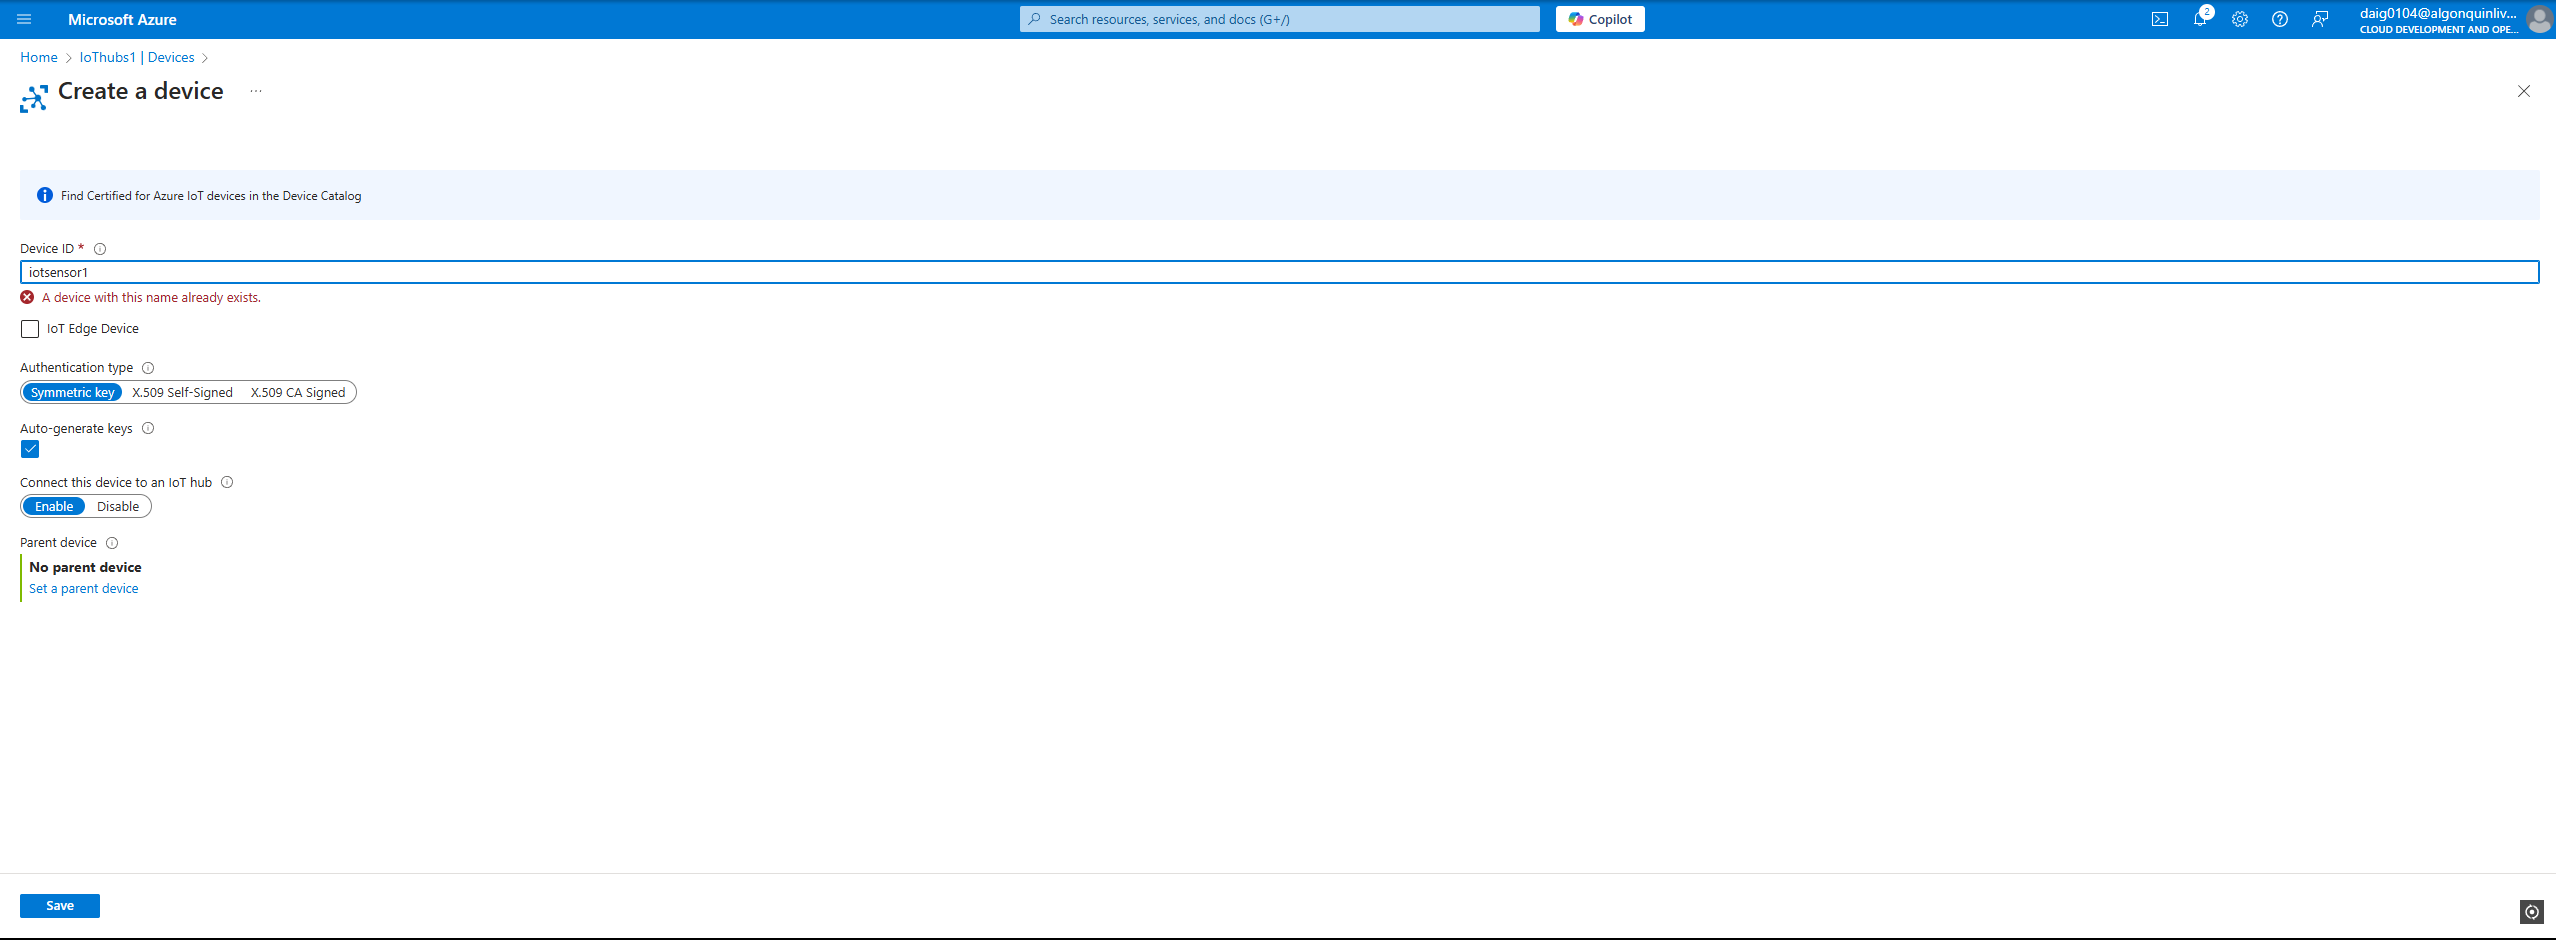 Microsoft Azure
Search resources, services, and docs (G+/)
Copilot
2
daig0104@algonquinliv...
CLOUD DEVELOPMENT AND OPE...
Home > IoThubs1 | Devices >
Create a device ...
Find Certified for Azure IoT devices in the Device Catalog
Device ID *
iotsensor1
A device with this name already exists.
IoT Edge Device
Authentication type
Symmetric key X.509 Self-Signed X.509 CA Signed
Auto-generate keys
Connect this device to an IoT hub
Enable Disable
Parent device
No parent device
Set a parent device
Save